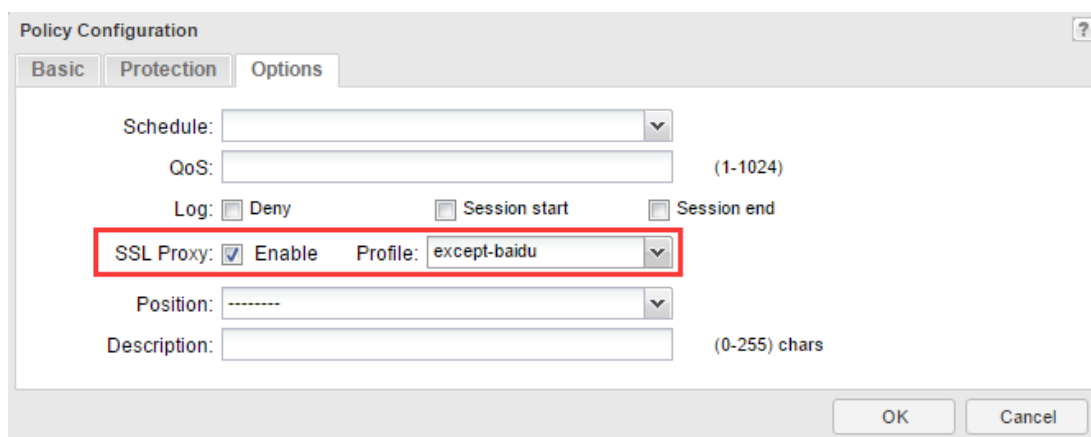 Policy Configuration ?
Basic Protection Options
Schedule:
QoS: (1-1024)
Log: Deny Session start Session end
SSL Proxy: Enable Profile: except-baidu
Position: --------
Description: (0-255) chars
OK Cancel